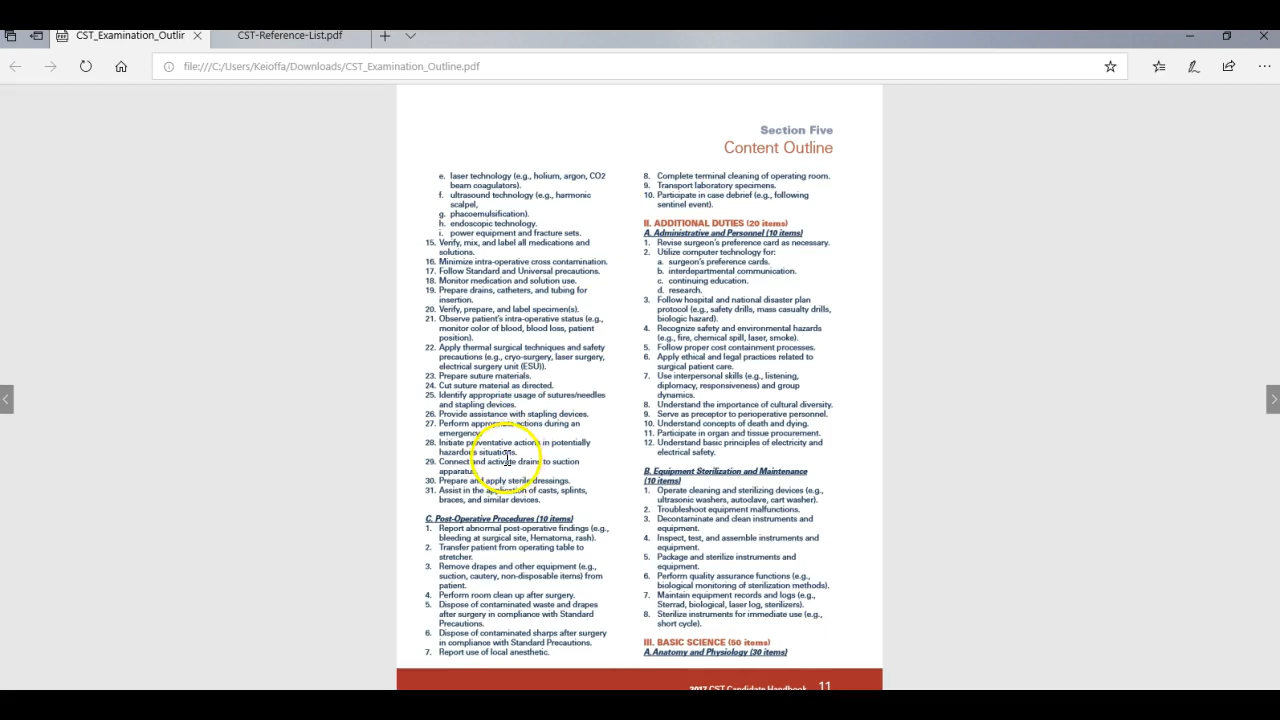 CST_Examination_Outlir
CST-Reference-List.pdf
file:///C:/Users/Keioffa/Downloads/CST_Examination_Outline.pdf
Section Five
Content Outline
e. laser technology (e.g., holium, argon, CO2
beam coagulators).
f. ultrasound technology (e.g., harmonic
scalpel,
g. phacoemulsification).
h. endoscopic technology.
i. power equipment and fracture sets.
15. Verify, mix, and label all medications and
solutions.
16. Minimize intra-operative cross contamination.
17. Follow Standard and Universal precautions.
18. Monitor medication and solution use.
19. Prepare drains, catheters, and tubing for
insertion.
20. Verify, prepare, and label specimen(s).
21. Observe patient's intra-operative status (e.g.,
monitor color of blood, blood loss, patient
position).
22. Apply thermal surgical techniques and safety
precautions (e.g., cryo-surgery, laser surgery,
electrical surgery unit (ESU)).
23. Prepare suture materials.
24. Cut suture material as directed.
25. Identify appropriate usage of sutures/needles
and stapling devices.
26. Provide assistance with stapling devices.
27. Perform appropriate actions during an
emergency.
28. Initiate preventative actions in potentially
hazardous situations.
29. Connect and activate drains to suction
apparatus.
30. Prepare and apply sterile dressings.
31. Assist in the application of casts, splints,
braces, and similar devices.
C. Post-Operative Procedures (10 items)
1. Report abnormal post-operative findings (e.g.,
bleeding at surgical site, Hematoma, rash).
2. Transfer patient from operating table to
stretcher.
3. Remove drapes and other equipment (e.g.,
suction, cautery, non-disposable items) from
patient.
4. Perform room clean up after surgery.
5. Dispose of contaminated waste and drapes
after surgery in compliance with Standard
Precautions.
6. Dispose of contaminated sharps after surgery
in compliance with Standard Precautions.
7. Report use of local anesthetic.
8. Complete terminal cleaning of operating room.
9. Transport laboratory specimens.
10. Participate in case debrief (e.g., following
sentinel event).
II. ADDITIONAL DUTIES (20 items)
A. Administrative and Personnel (10 items)
1. Revise surgeon's preference card as necessary.
2. Utilize computer technology for:
a. surgeon's preference cards.
b. interdepartmental communication.
c. continuing education.
d. research.
3. Follow hospital and national disaster plan
protocol (e.g., safety drills, mass casualty drills,
biologic hazard).
4. Recognize safety and environmental hazards
(e.g., fire, chemical spill, laser, smoke).
5. Follow proper cost containment processes.
6. Apply ethical and legal practices related to
surgical patient care.
7. Use interpersonal skills (e.g., listening,
diplomacy, responsiveness) and group
dynamics.
8. Understand the importance of cultural diversity.
9. Serve as preceptor to perioperative personnel.
10. Understand concepts of death and dying.
11. Participate in organ and tissue procurement.
12. Understand basic principles of electricity and
electrical safety.
B. Equipment Sterilization and Maintenance
(10 items)
1. Operate cleaning and sterilizing devices (e.g.,
ultrasonic washers, autoclave, cart washer).
2. Troubleshoot equipment malfunctions.
3. Decontaminate and clean instruments and
equipment.
4. Inspect, test, and assemble instruments and
equipment.
5. Package and sterilize instruments and
equipment.
6. Perform quality assurance functions (e.g.,
biological monitoring of sterilization methods).
7. Maintain equipment records and logs (e.g.,
Sterrad, biological, laser log, sterilizers).
8. Sterilize instruments for immediate use (e.g.,
short cycle).
III. BASIC SCIENCE (50 items)
A. Anatomy and Physiology (30 items)
2017 CST Candidate Handbook 11